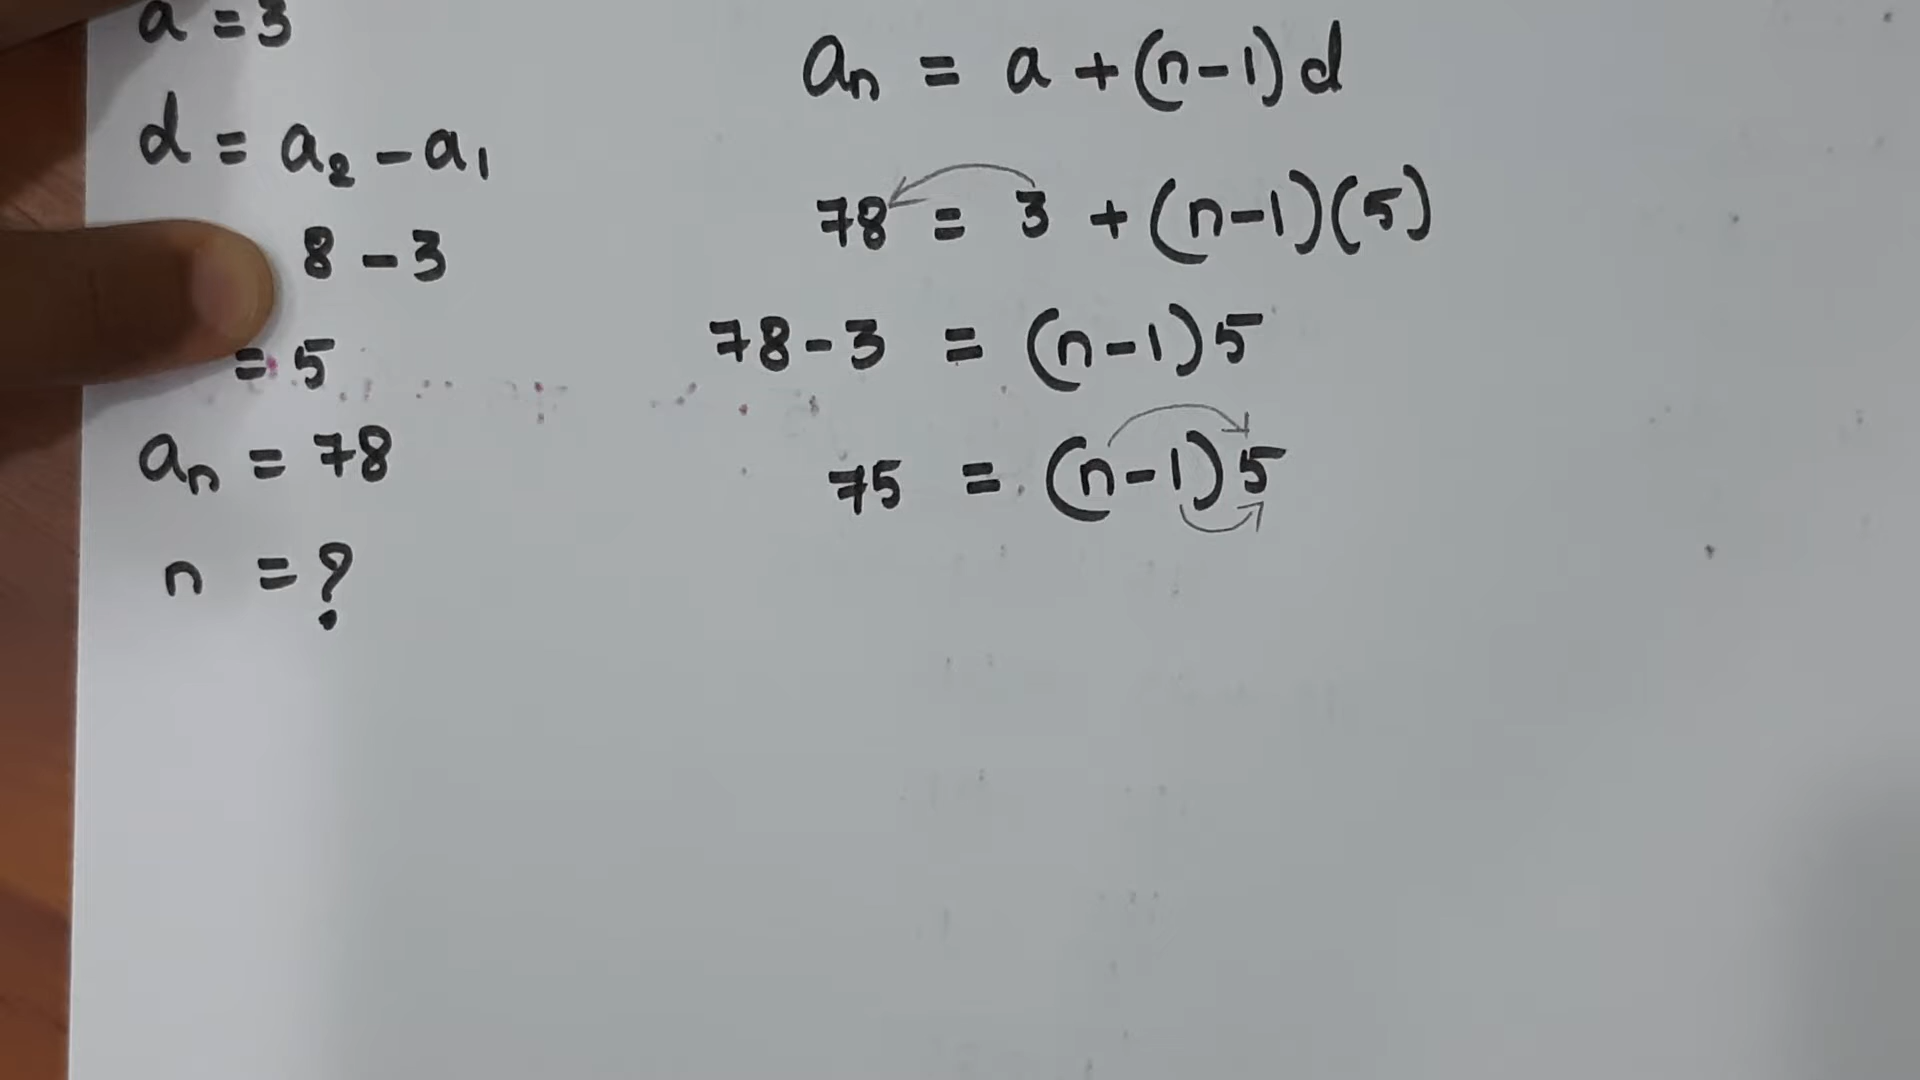 a = 3
d = a₂ - a₁
8 - 3
= 5
aₙ = 78
n = ?
aₙ = a + (n-1)d
78 = 3 + (n-1)(5)
78 - 3 = (n-1)5
75 = (n-1)5